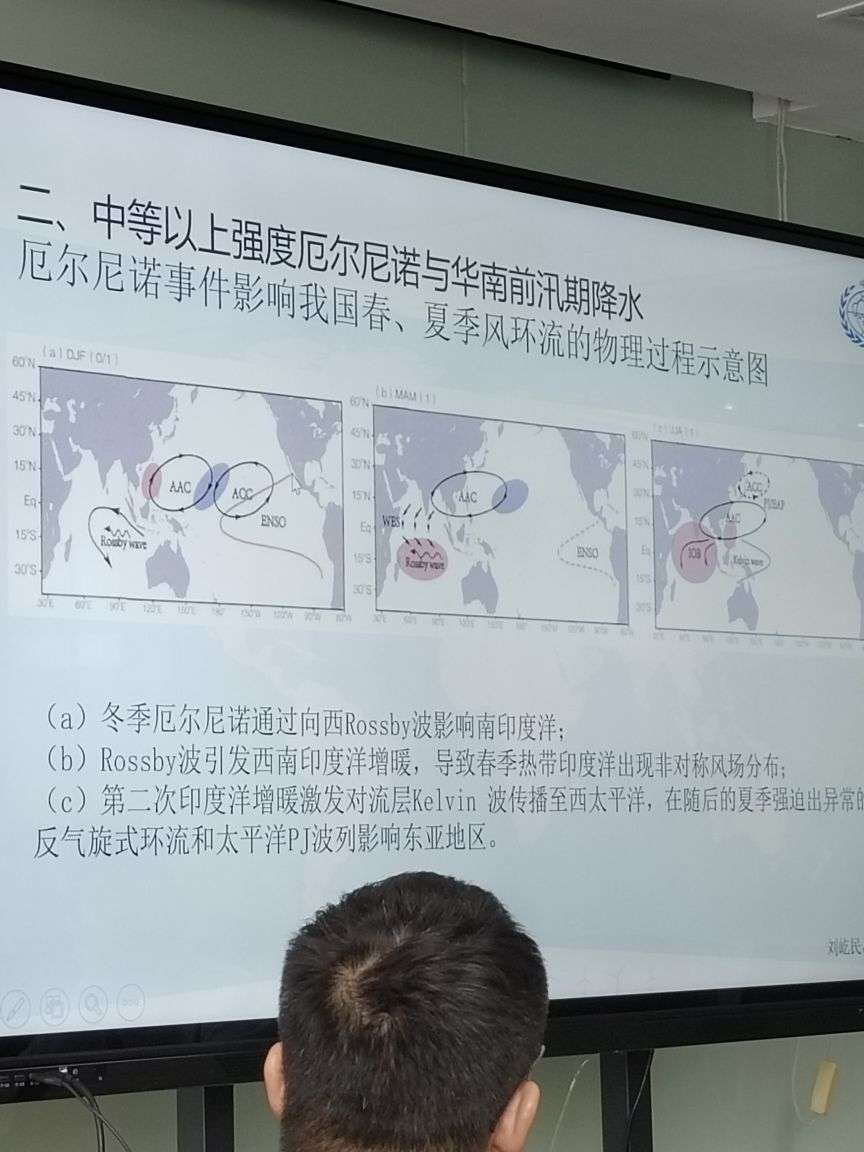 二、中等以上强度厄尔尼诺与华南前汛期降水
厄尔尼诺事件影响我国春、夏季风环流的物理过程示意图
(a) DJF (0/1)
60°N
45°N
30°N
15°N
Eq
15°S
30°S
AAC
ACC
ENSO
Rossby wave
30°E 60°E 90°E 120°E 150°E 180° 150°W 120°W 90°W 60°W
(b) MAM (1)
60°N
45°N
30°N
15°N
Eq
15°S
30°S
AAC
WES
ENSO
Rossby wave
45°N
30°N
15°N
Eq
15°S
30°S
ACC
AAC
IOB
Kelvin wave
(a) 冬季厄尔尼诺通过向西Rossby波影响南印度洋;
(b) Rossby波引发西南印度洋增暖, 导致春季热带印度洋出现非对称风场分布;
(c) 第二次印度洋增暖激发对流层Kelvin 波传播至西太平洋, 在随后的夏季强迫出异常的
反气旋式环流和太平洋PJ波列影响东亚地区。
刘屹岷